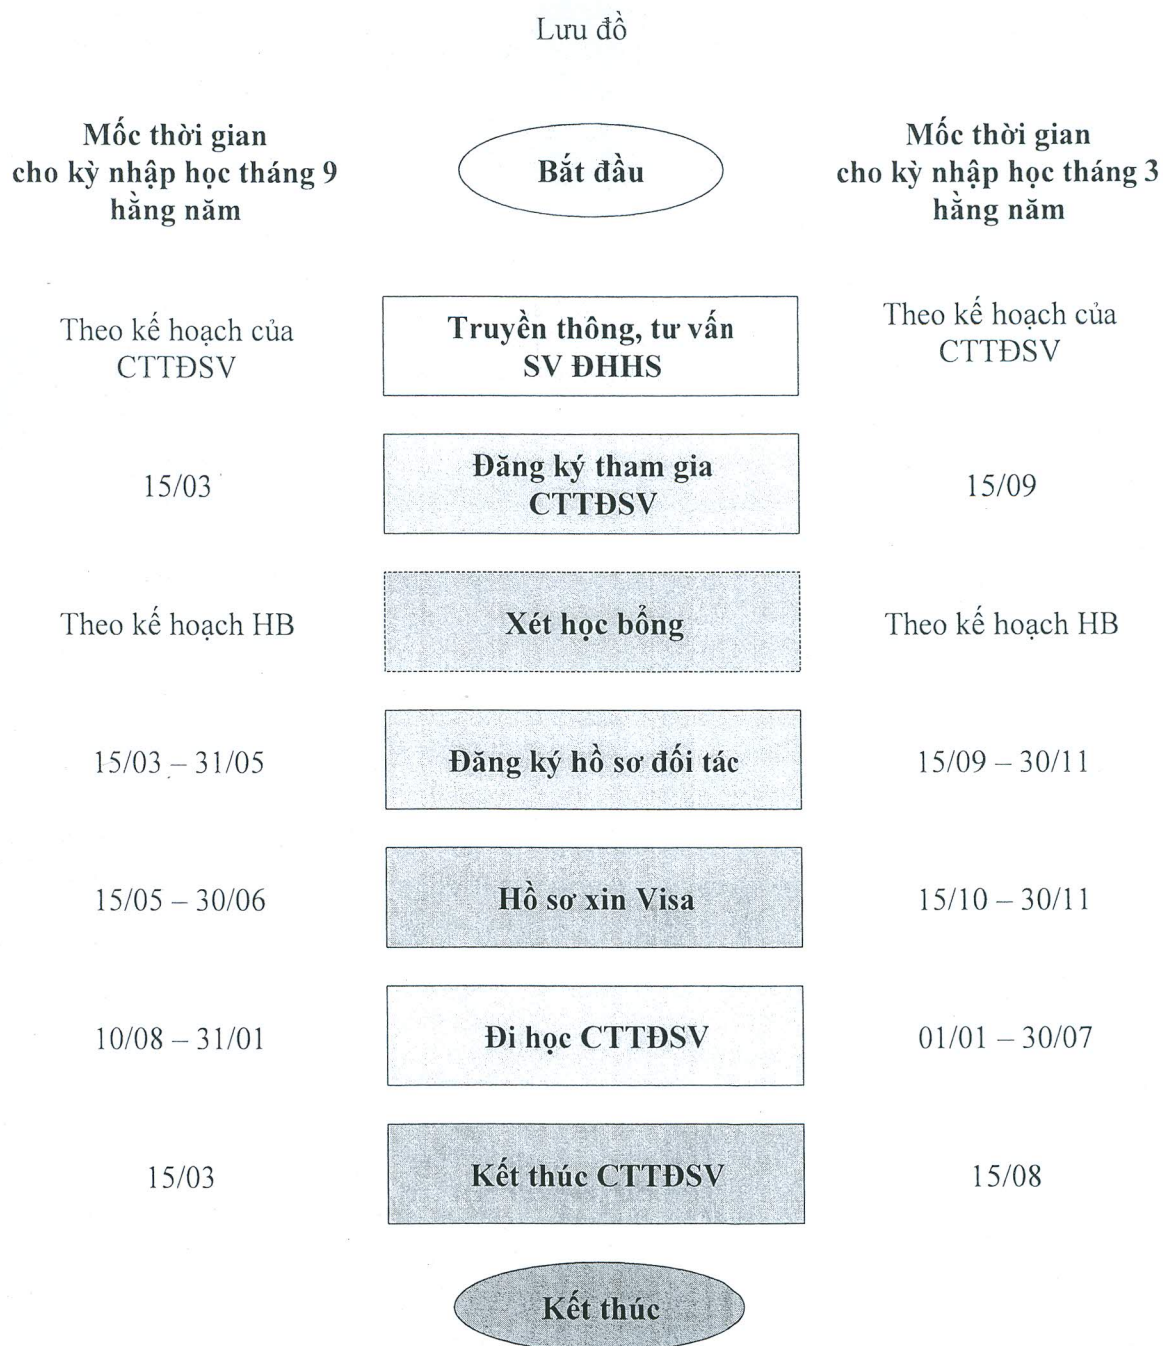 Lưu đồ
Mốc thời gian
cho kỳ nhập học tháng 9
hằng năm
Bắt đầu
Mốc thời gian
cho kỳ nhập học tháng 3
hằng năm
Theo kế hoạch của
CTTĐSV
Truyền thông, tư vấn
SV ĐHHS
Theo kế hoạch của
CTTĐSV
15/03
Đăng ký tham gia
CTTĐSV
15/09
Theo kế hoạch HB
Xét học bổng
Theo kế hoạch HB
15/03 – 31/05
Đăng ký hồ sơ đối tác
15/09 – 30/11
15/05 – 30/06
Hồ sơ xin Visa
15/10 – 30/11
10/08 – 31/01
Đi học CTTĐSV
01/01 – 30/07
15/03
Kết thúc CTTĐSV
15/08
Kết thúc